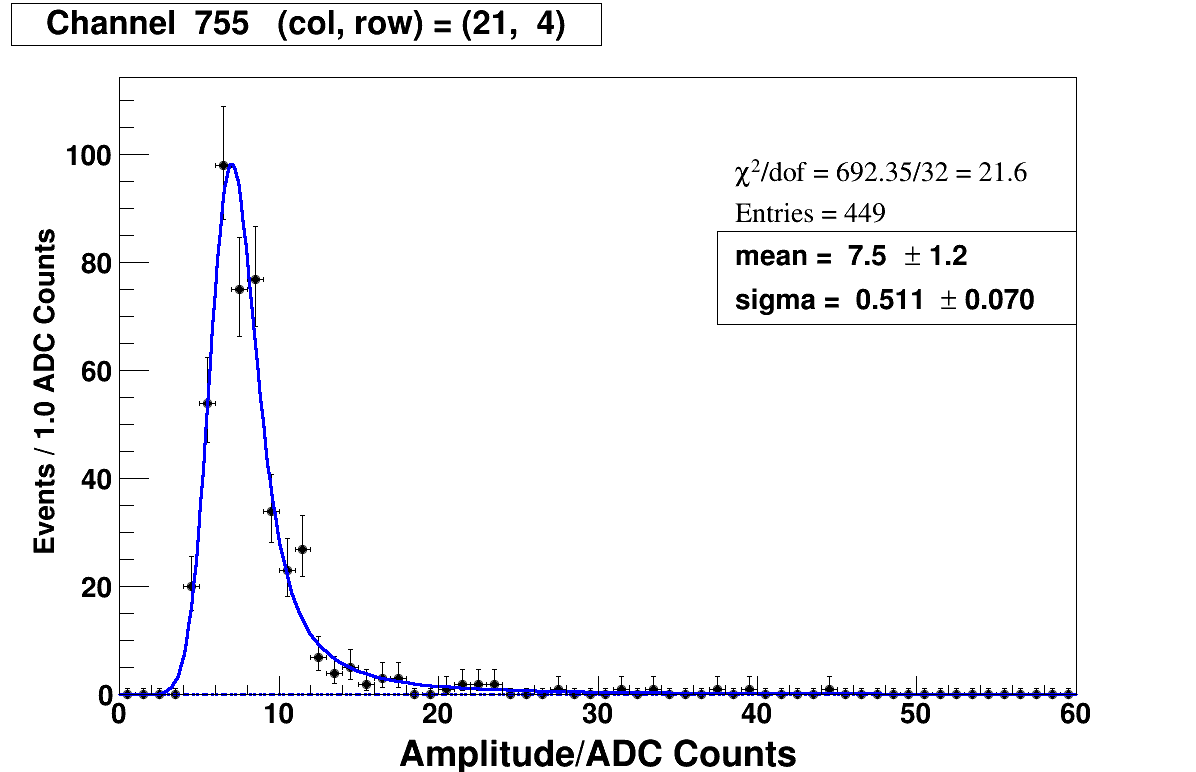 Channel 755 (col, row) = (21, 4)
Events / 1.0 ADC Counts
100
80
60
40
20
0
χ²/dof = 692.35/32 = 21.6
Entries = 449
mean = 7.5 ± 1.2
sigma = 0.511 ± 0.070
0 10 20 30 40 50 60
Amplitude/ADC Counts